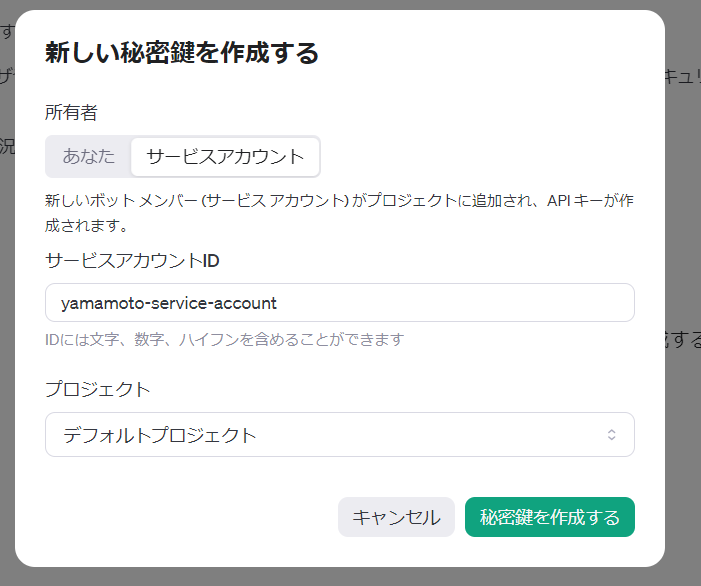 新しい秘密鍵を作成する
所有者
あなた サービスアカウント
新しいボット メンバー (サービス アカウント) がプロジェクトに追加され、API キーが作
成されます。
サービスアカウントID
yamamoto-service-account
IDには文字、数字、ハイフンを含めることができます
プロジェクト
デフォルトプロジェクト
キャンセル 秘密鍵を作成する
す
キュリ
況
する